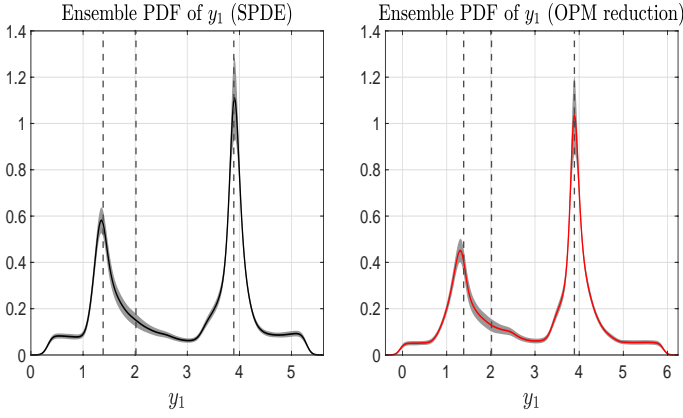 Ensemble PDF of y₁ (SPDE)
1.4
1.2
1
0.8
0.6
0.4
0.2
0
0 1 2 3 4 5
y₁
Ensemble PDF of y₁ (OPM reduction)
1.4
1.2
1
0.8
0.6
0.4
0.2
0
0 1 2 3 4 5 6
y₁